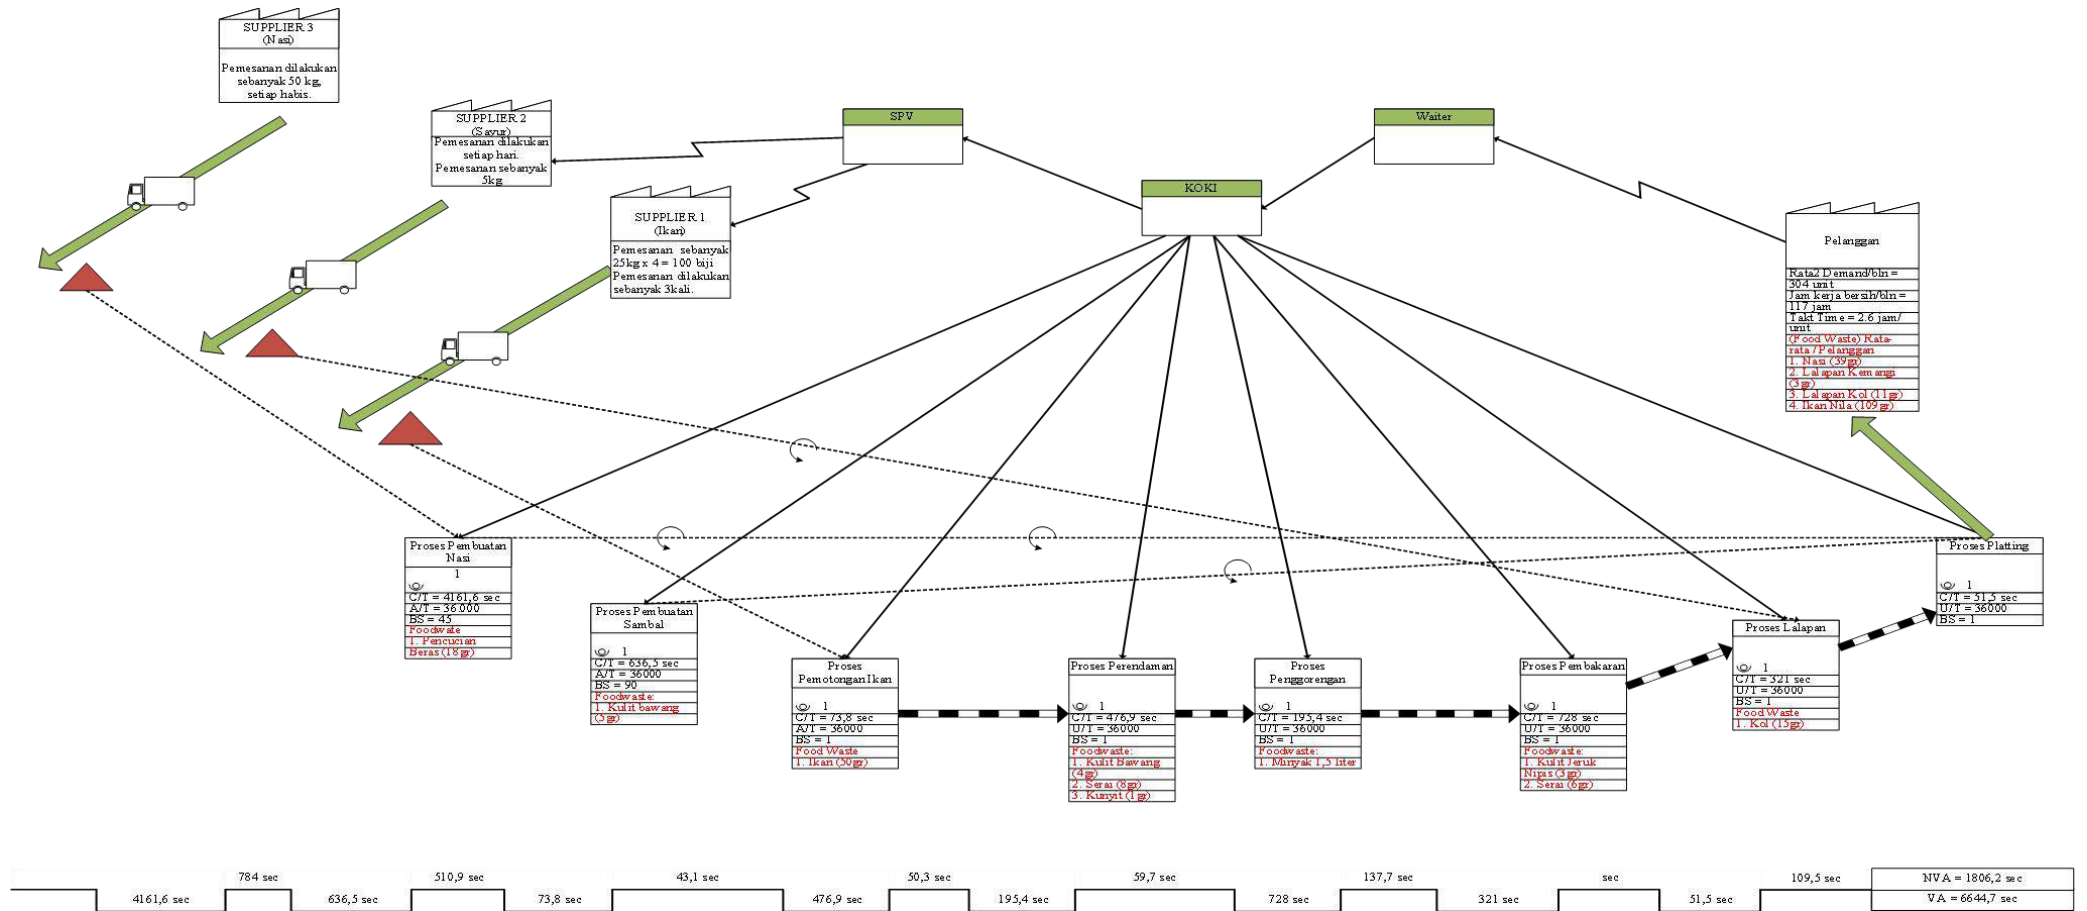 SUPPLIER 3
(Nasi)
Pemesanan dilakukan
sebanyak 50 kg,
setiap habis.
SUPPLIER 2
(Sayur)
Pemesanan dilakukan
setiap hari.
Pemesanan sebanyak
5kg
SUPPLIER 1
(Ikan)
Pemesanan sebanyak
25kg x 4 = 100 biji
Pemesanan dilakukan
sebanyak 3kali.
SPV
KOKI
Waiter
Pelanggan
Rata2 Demand/bln =
304 unit
Jam kerja bersih/bln =
117 jam
Takt Time = 2.6 jam/
unit
(Food Waste) Rata-
rata / Pelanggan
1. Nasi (39gr)
2. Lalapan Kemangi
(3gr)
3. Lalapan Kol (11gr)
4. Ikan Nila (109gr)
Proses Pembuatan
Nasi
1
C/T = 4161,6 sec
A/T = 36.000
BS = 45
Foodwate
1. Pencucian
Beras (18gr)
Proses Pembuatan
Sambal
1
C/T = 636,5 sec
A/T = 36000
BS = 90
Foodwaste:
1. Kulit bawang
(5gr)
Proses
Pemotongan Ikan
1
C/T = 73,8 sec
A/T = 36000
BS = 1
Food Waste
1. Ikan (50gr)
Proses Perendaman
1
C/T = 476,9 sec
U/T = 36000
BS = 1
Foodwaste:
1. Kulit Bawang
(4gr)
2. Serai (8gr)
3. Kunyit (1gr)
Proses
Penggorengan
1
C/T = 195,4 sec
U/T = 36000
BS = 1
Foodwaste:
1. Minyak 1,5 liter
Proses Pembakaran
1
C/T = 728 sec
U/T = 36000
BS = 1
Foodwaste:
1. Kulit Jeruk
Nipis (3gr)
2. Serai (6gr)
Proses Lalapan
1
C/T = 321 sec
U/T = 36000
BS = 1
Food Waste
1. Kol (15gr)
Proses Platting
1
C/T = 51,5 sec
U/T = 36000
BS = 1
784 sec
510,9 sec
43,1 sec
50,3 sec
59,7 sec
137,7 sec
sec
109,5 sec
NVA = 1806,2 sec
4161,6 sec
636,5 sec
73,8 sec
476,9 sec
195,4 sec
728 sec
321 sec
51,5 sec
VA = 6644,7 sec